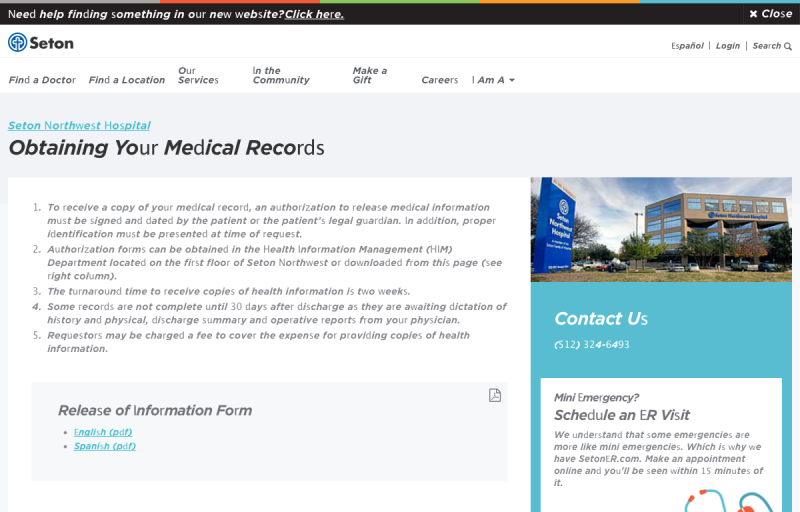 Need help finding something in our new website?Click here.
✖ Close
Seton
Español | Login | Search
Find a Doctor
Find a Location
Our
Services
In the
Community
Make a
Gift
Careers
I Am A
Seton Northwest Hospital
Obtaining Your Medical Records
1. To receive a copy of your medical record, an authorization to release medical information
must be signed and dated by the patient or the patient's legal guardian. In addition, proper
identification must be presented at time of request.
2. Authorization forms can be obtained in the Health Information Management (HIM)
Department located on the first floor of Seton Northwest or downloaded from this page (see
right column).
3. The turnaround time to receive copies of health information is two weeks.
4. Some records are not complete until 30 days after discharge as they are awaiting dictation of
history and physical, discharge summary and operative reports from your physician.
5. Requestors may be charged a fee to cover the expense for providing copies of health
information.
Release of Information Form
• English (pdf)
• Spanish (pdf)
Seton
Northwest
Hospital
Seton Northwest Hospital
Contact Us
(512) 324-6493
Mini Emergency?
Schedule an ER Visit
We understand that some emergencies are
more like mini emergencies. Which is why we
have SetonER.com. Make an appointment
online and you'll be seen within 15 minutes of
it.